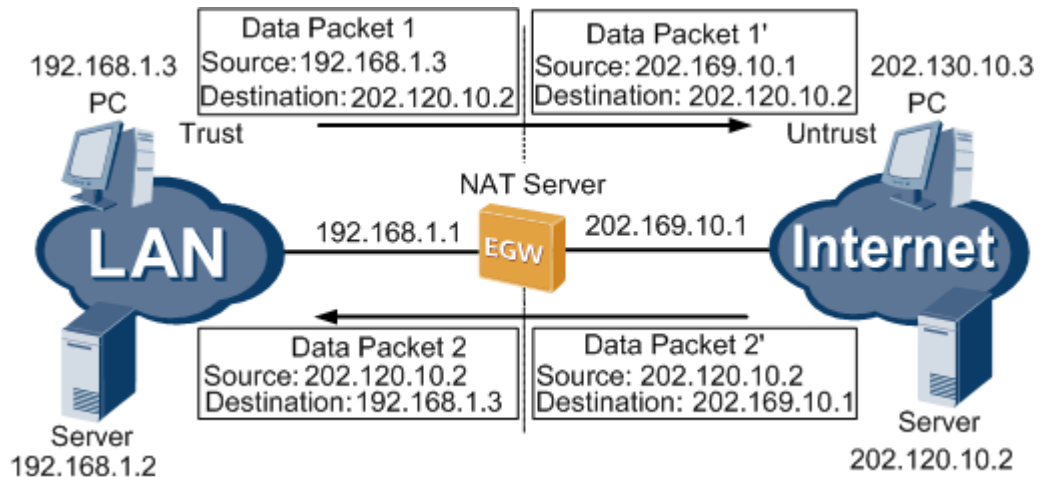 Data Packet 1
Source: 192.168.1.3
Destination: 202.120.10.2
Data Packet 1'
Source: 202.169.10.1
Destination: 202.120.10.2
192.168.1.3
PC
Trust
202.130.10.3
PC
Untrust
NAT Server
LAN
192.168.1.1
EGW
202.169.10.1
Internet
Data Packet 2
Source: 202.120.10.2
Destination: 192.168.1.3
Data Packet 2'
Source: 202.120.10.2
Destination: 202.169.10.1
Server
192.168.1.2
Server
202.120.10.2